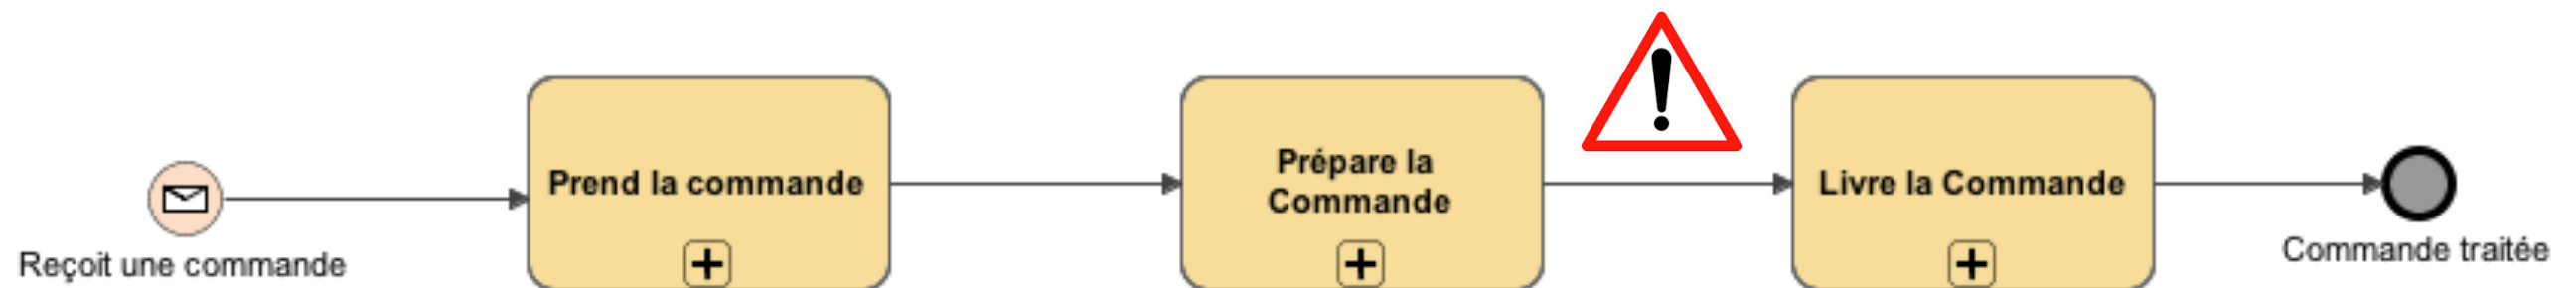 Reçoit une commande
Prend la commande
Prépare la
Commande
Livre la Commande
Commande traitée